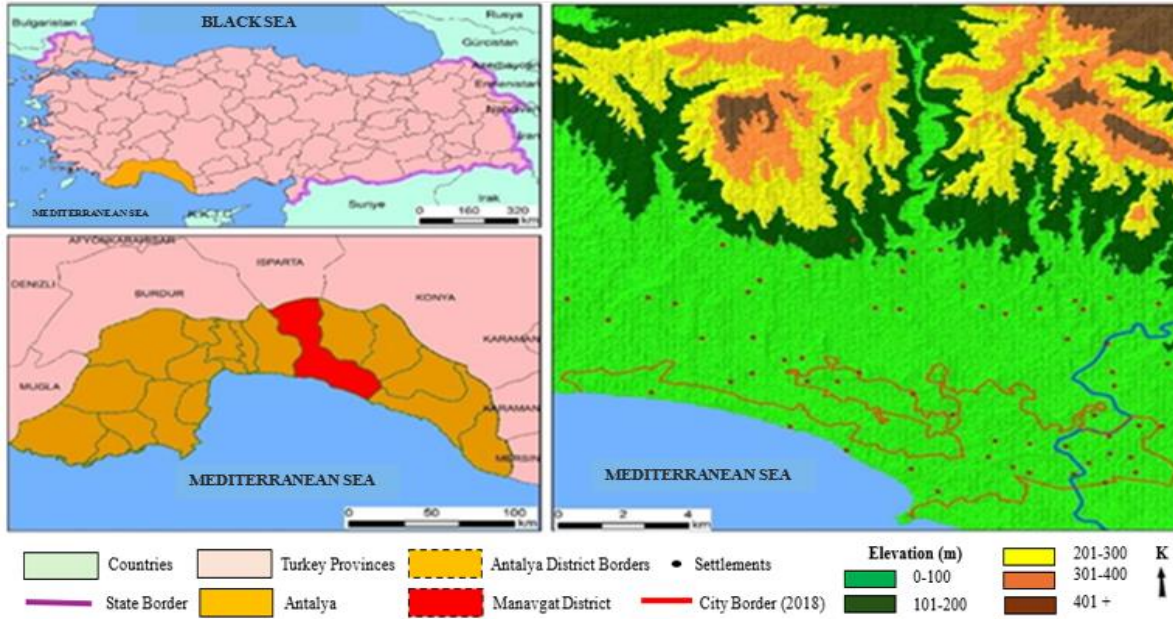 BLACK SEA
Bulgaristan
Rusya
Gürcistan
Azerbaycan
Ermenistan
İran
MEDITERRANEAN SEA
K.K.T.C
Suriye
Irak
0 160 320
km
AFYONKARAHİSAR
ISPARTA
DENIZLI
BURDUR
KONYA
KARAMAN
MUGLA
KARAMAN
MERSIN
MEDITERRANEAN SEA
0 50 100
km
MEDITERRANEAN SEA
0 2 4
km
Countries
Turkey Provinces
Antalya District Borders
Settlements
State Border
Antalya
Manavgat District
City Border (2018)
Elevation (m)
0-100
101-200
201-300
301-400
401 +
K